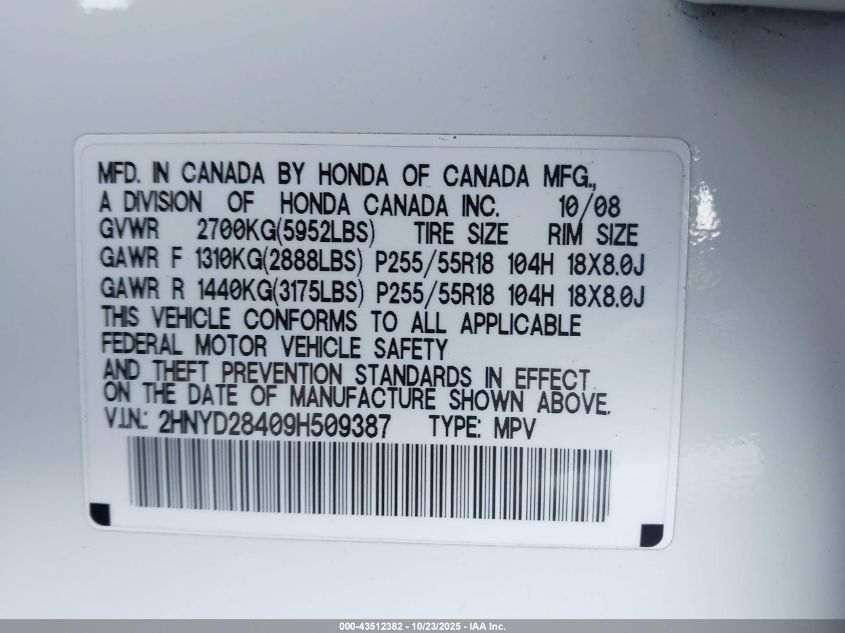 MFD. IN CANADA BY HONDA OF CANADA MFG.,
A DIVISION OF HONDA CANADA INC. 10/08
GVWR 2700KG(5952LBS) TIRE SIZE RIM SIZE
GAWR F 1310KG(2888LBS) P255/55R18 104H 18X8.0J
GAWR R 1440KG(3175LBS) P255/55R18 104H 18X8.0J
THIS VEHICLE CONFORMS TO ALL APPLICABLE
FEDERAL MOTOR VEHICLE SAFETY
AND THEFT PREVENTION STANDARDS IN EFFECT
ON THE DATE OF MANUFACTURE SHOWN ABOVE.
V.I.N.: 2HNYD28409H509387 TYPE: MPV
000-43512382 - 10/23/2025 - IAA Inc.